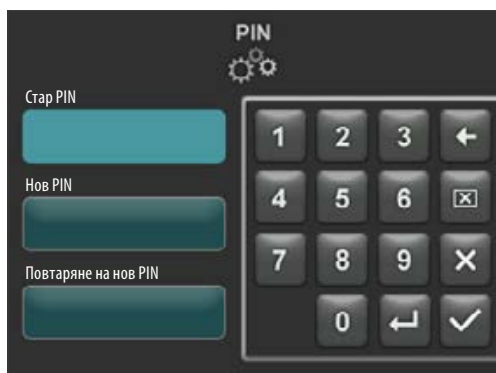 PIN
Стар PIN
Нов PIN
Повтаряне на нов PIN
1 2 3
4 5 6
7 8 9
0